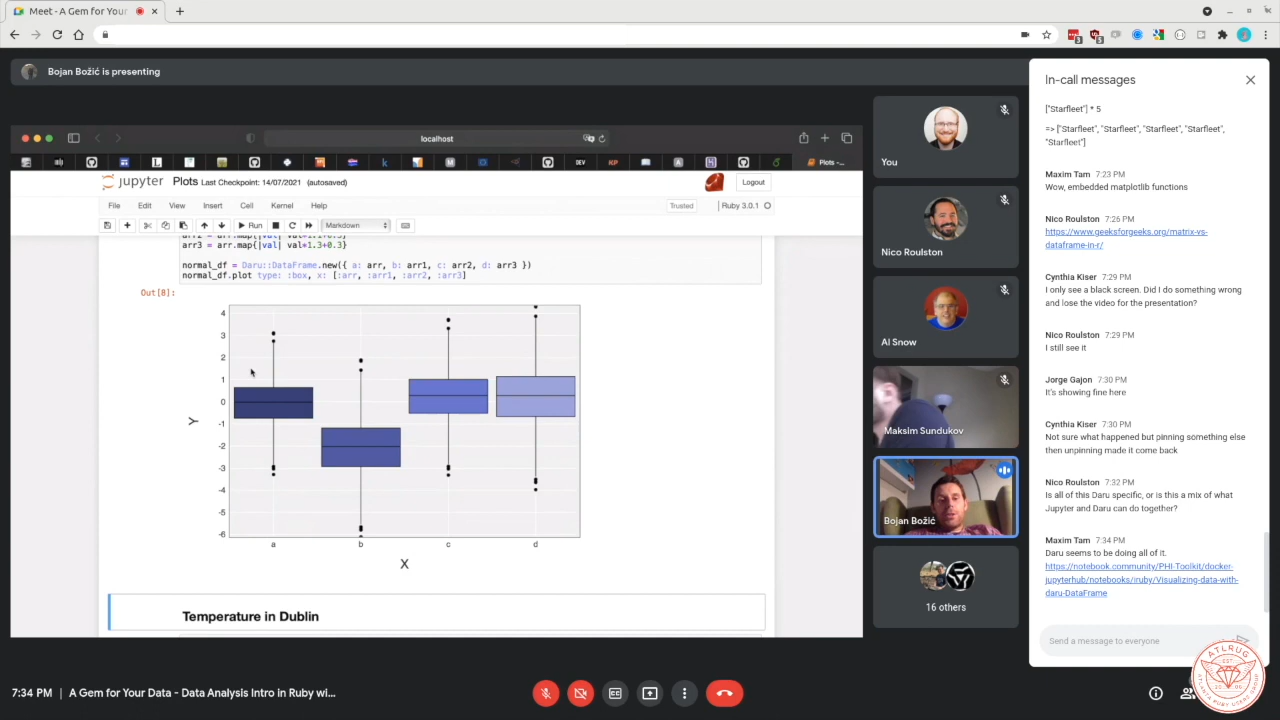 Meet - A Gem for Your
Bojan Božić is presenting
localhost
DEV
KP
Plots -...
jupyter Plots Last Checkpoint: 14/07/2021 (autosaved)
Logout
File Edit View Insert Cell Kernel Help
Trusted
Ruby 3.0.1
Run
Markdown
arr3 = arr.map{|val| val*1.3+0.3}
normal_df = Daru::DataFrame.new({ a: arr, b: arr1, c: arr2, d: arr3 })
normal_df.plot type: :box, x: [:arr, :arr1, :arr2, :arr3]
Out[8]:
4
3
2
1
0
-1
-2
-3
-4
-5
-6
Y
a b c d
X
Temperature in Dublin
You
Nico Roulston
Al Snow
Maksim Sundukov
Bojan Božić
16 others
In-call messages
["Starfleet"] * 5
=> ["Starfleet", "Starfleet", "Starfleet", "Starfleet",
"Starfleet"]
Maxim Tam 7:23 PM
Wow, embedded matplotlib functions
Nico Roulston 7:26 PM
https://www.geeksforgeeks.org/matrix-vs-
dataframe-in-r/
Cynthia Kiser 7:29 PM
I only see a black screen. Did I do something wrong
and lose the video for the presentation?
Nico Roulston 7:29 PM
I still see it
Jorge Gajon 7:30 PM
It's showing fine here
Cynthia Kiser 7:30 PM
Not sure what happened but pinning something else
then unpinning made it come back
Nico Roulston 7:32 PM
Is all of this Daru specific, or is this a mix of what
Jupyter and Daru can do together?
Maxim Tam 7:34 PM
Daru seems to be doing all of it.
https://notebook.community/PHI-Toolkit/docker-
jupyterhub/notebooks/iruby/Visualizing-data-with-
daru-DataFrame
Send a message to everyone
7:34 PM | A Gem for Your Data - Data Analysis Intro in Ruby wi...
ATLRUG
EST.
ATLANTA RUBY USERS GROUP